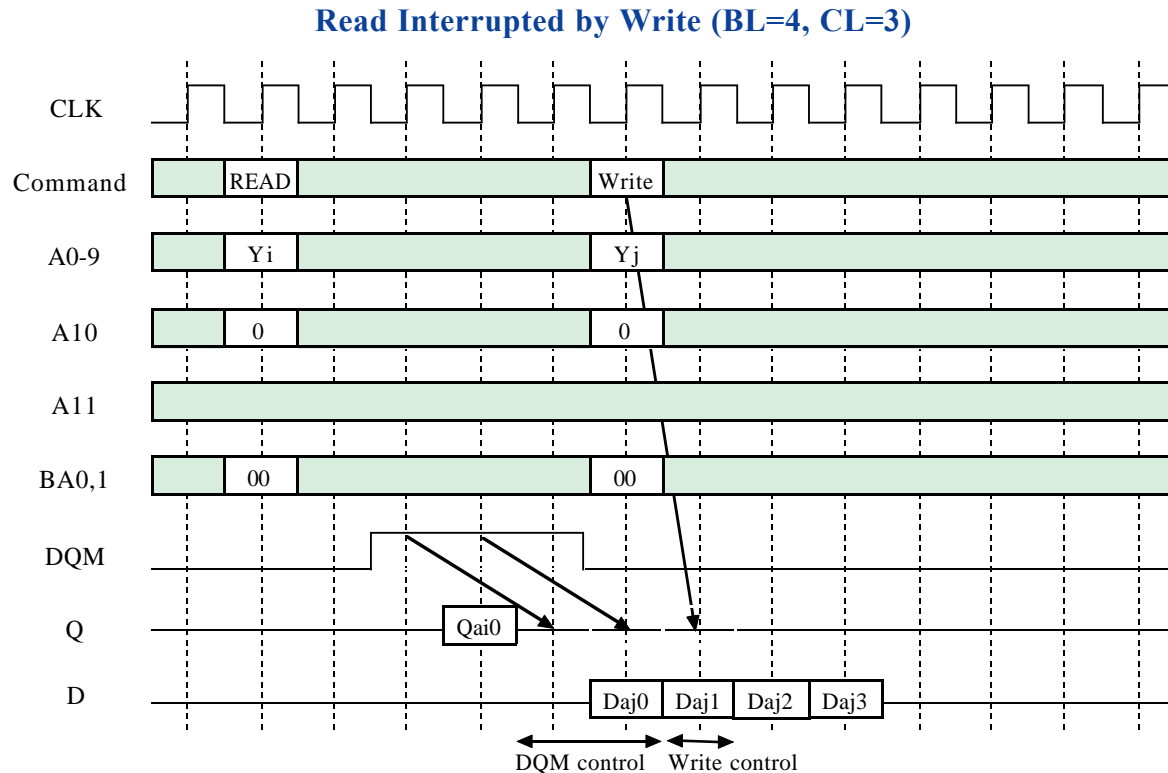 Read Interrupted by Write (BL=4, CL=3)
CLK
Command READ Write
A0-9 Yi Yj
A10 0 0
A11
BA0,1 00 00
DQM
Q Qai0
D Daj0 Daj1 Daj2 Daj3
DQM control Write control